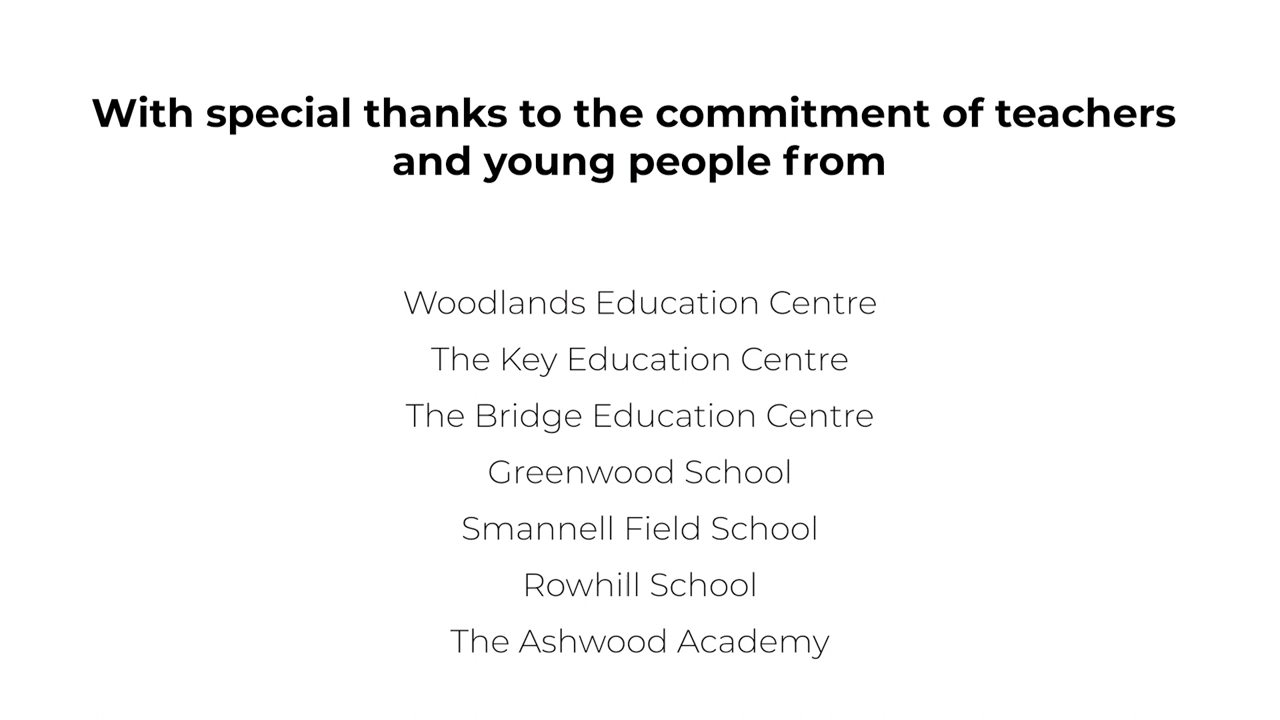 With special thanks to the commitment of teachers
and young people from
Woodlands Education Centre
The Key Education Centre
The Bridge Education Centre
Greenwood School
Smannell Field School
Rowhill School
The Ashwood Academy